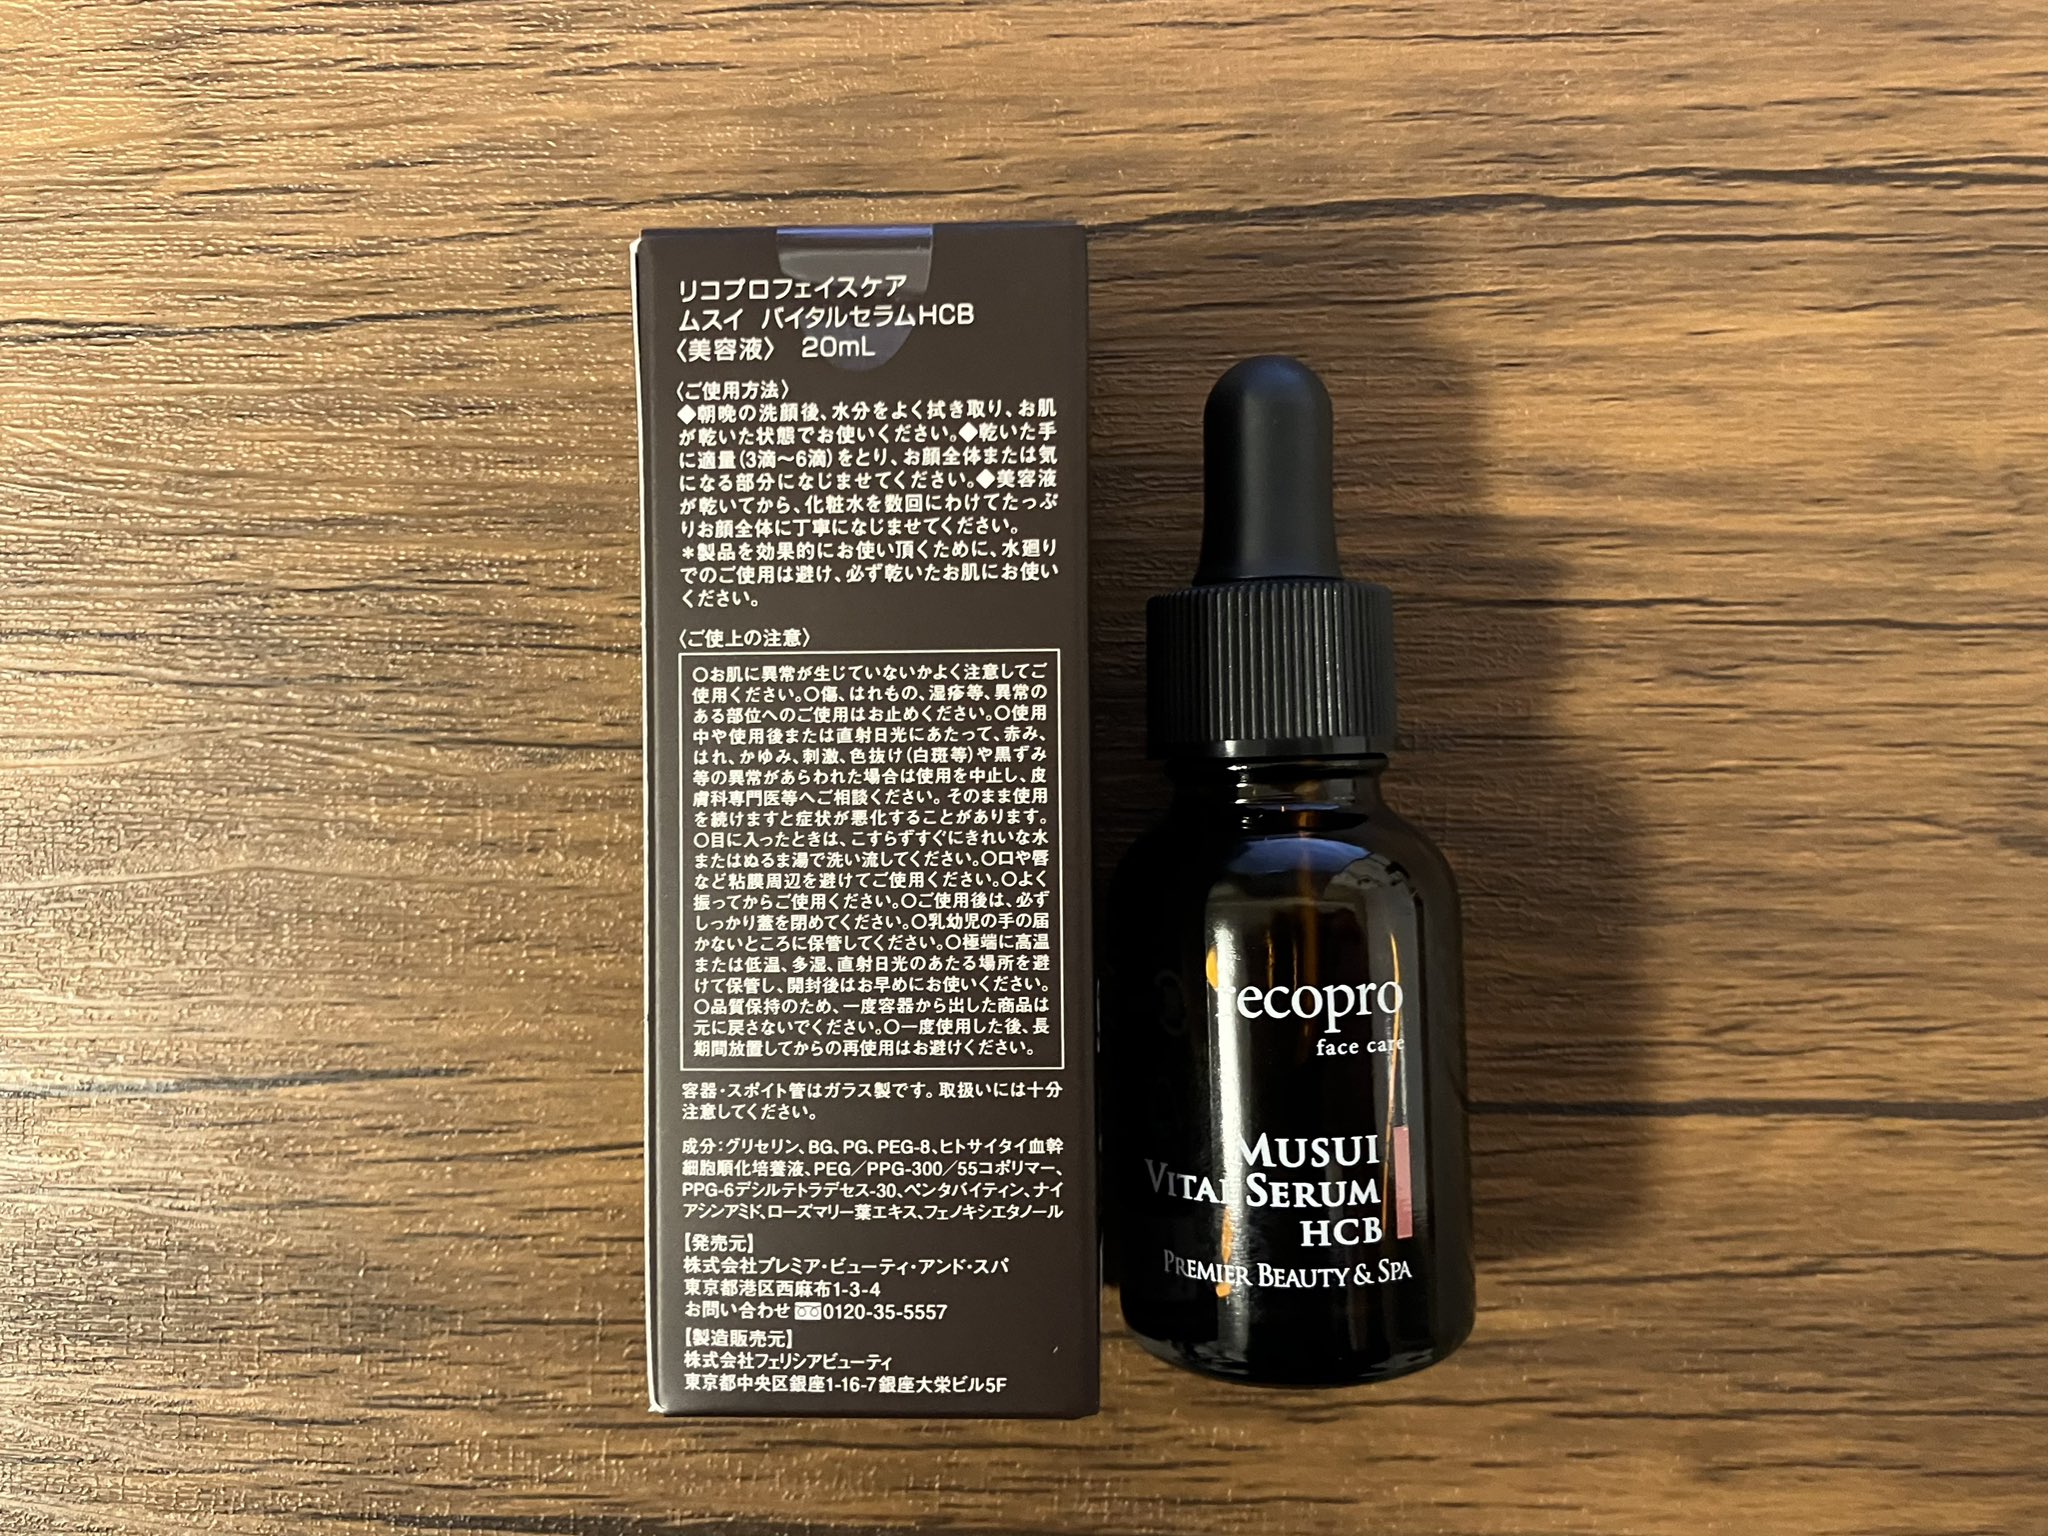 リコプロフェイスケア
ムスイ バイタルセラムHCB
〈美容液〉 20mL
〈ご使用方法〉
◆朝晩の洗顔後、水分をよく拭き取り、お肌
が乾いた状態でお使いください。◆乾いた手
に適量(3滴〜6滴)をとり、お顔全体または気
になる部分になじませてください。◆美容液
が乾いてから、化粧水を数回にわけてたっぷ
りお顔全体に丁寧になじませてください。
*製品を効果的にお使い頂くために、水廻り
でのご使用は避け、必ず乾いたお肌にお使い
ください。
〈ご使上の注意〉
○お肌に異常が生じていないかよく注意してご
使用ください。○傷、はれもの、湿疹等、異常の
ある部位へのご使用はお止めください。○使用
中や使用後または直射日光にあたって、赤み、
はれ、かゆみ、刺激、色抜け(白斑等)や黒ずみ
等の異常があらわれた場合は使用を中止し、皮
膚科専門医等へご相談ください。そのまま使用
を続けますと症状が悪化することがあります。
○目に入ったときは、こすらずすぐにきれいな水
またはぬるま湯で洗い流してください。○口や唇
など粘膜周辺を避けてご使用ください。○よく
振ってからご使用ください。○ご使用後は、必ず
しっかり蓋を閉めてください。○乳幼児の手の届
かないところに保管してください。○極端に高温
または低温、多湿、直射日光のあたる場所を避
けて保管し、開封後はお早めにお使いください。
○品質保持のため、一度容器から出した商品は
元に戻さないでください。○一度使用した後、長
期間放置してからの再使用はお避けください。
容器・スポイト管はガラス製です。取扱いには十分
注意してください。
成分:グリセリン、BG、PG、PEG-8、ヒトサイタイ血幹
細胞順化培養液、PEG/PPG-300/55コポリマー、
PPG-6デシルテトラデセス-30、ペンタバイティン、ナイ
アシンアミド、ローズマリー葉エキス、フェノキシエタノール
【発売元】
株式会社プレミア・ビューティ・アンド・スパ
東京都港区西麻布1-3-4
お問い合わせ 0120-35-5557
【製造販売元】
株式会社フェリシアビューティ
東京都中央区銀座1-16-7銀座大栄ビル5F
recopro
face care
MUSUI
VITAL SERUM
HCB
PREMIER BEAUTY & SPA